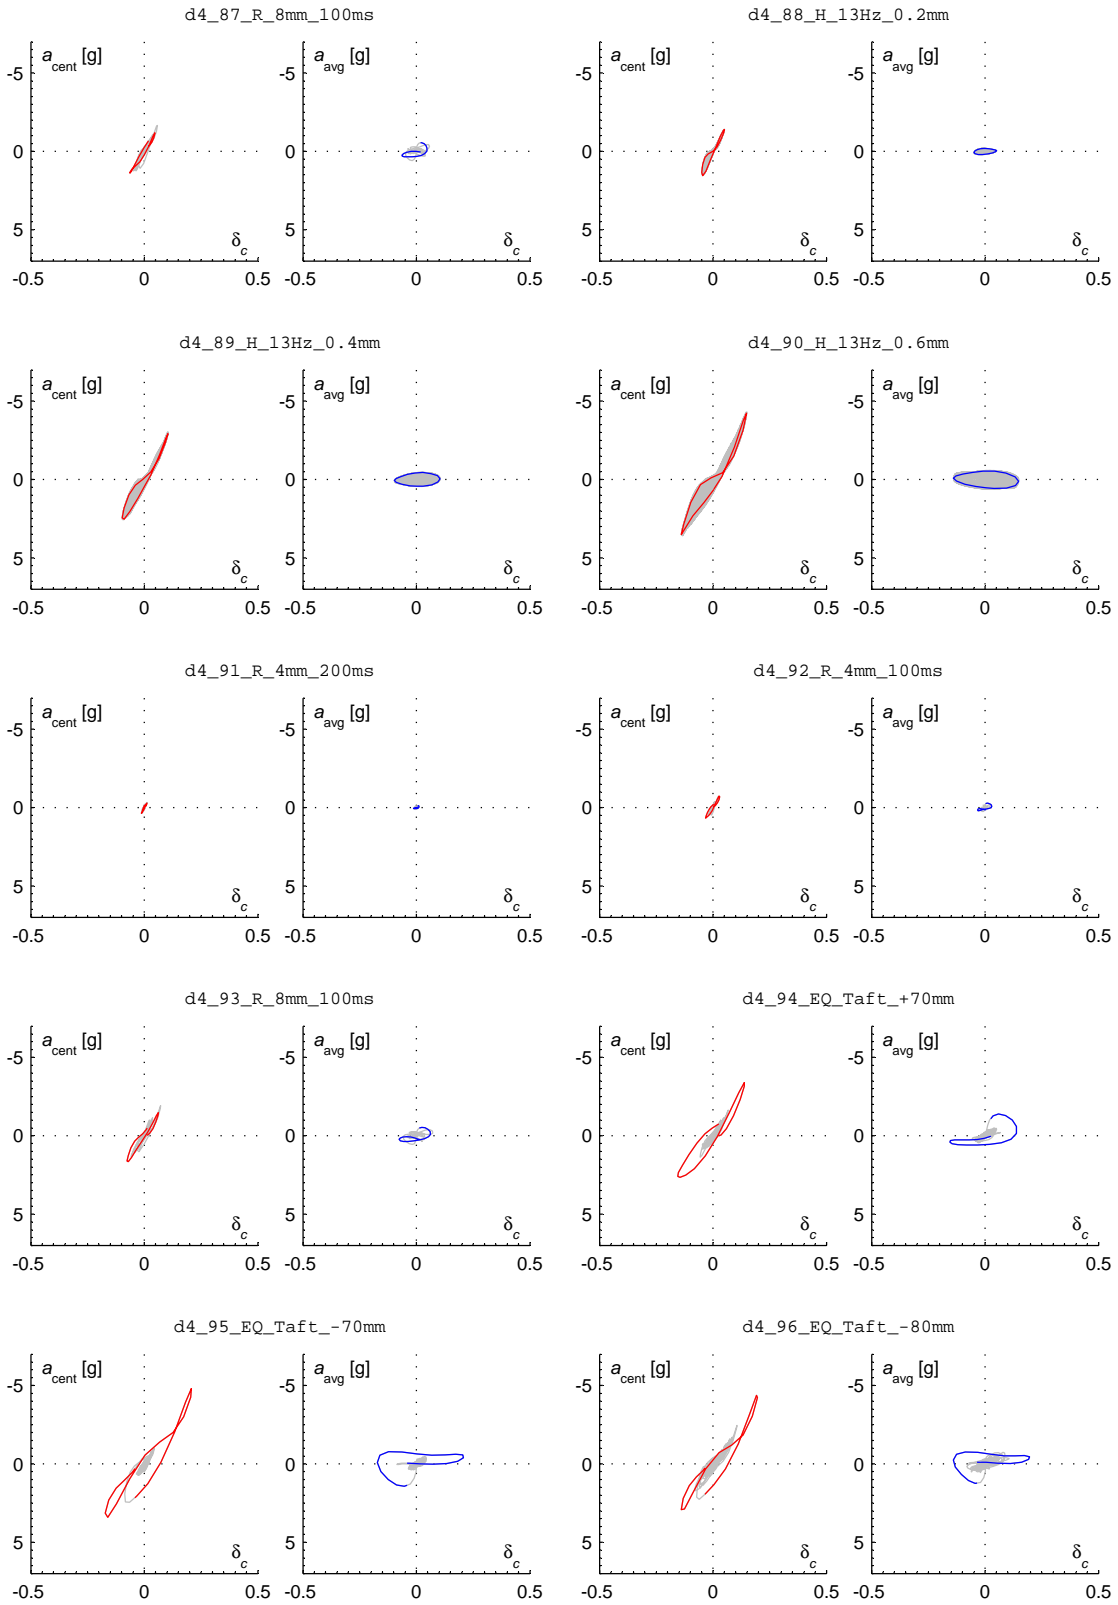 d4_87_R_8mm_100ms
d4_88_H_13Hz_0.2mm
a_cent [g] a_avg [g] a_cent [g] a_avg [g]
-5 -5
0 0
5 5
δ_c δ_c δ_c δ_c
-0.5 0 0.5 -0.5 0 0.5 -0.5 0 0.5 -0.5 0 0.5
d4_89_H_13Hz_0.4mm
d4_90_H_13Hz_0.6mm
a_cent [g] a_avg [g] a_cent [g] a_avg [g]
-5 -5 -5 -5
0 0 0 0
5 5 5 5
δ_c δ_c δ_c δ_c
-0.5 0 0.5 -0.5 0 0.5 -0.5 0 0.5 -0.5 0 0.5
d4_91_R_4mm_200ms
d4_92_R_4mm_100ms
a_cent [g] a_avg [g] a_cent [g] a_avg [g]
-5 -5 -5 -5
0 0 0 0
5 5 5 5
δ_c δ_c δ_c δ_c
-0.5 0 0.5 -0.5 0 0.5 -0.5 0 0.5 -0.5 0 0.5
d4_93_R_8mm_100ms
d4_94_EQ_Taft_+70mm
a_cent [g] a_avg [g] a_cent [g] a_avg [g]
-5 -5 -5 -5
0 0 0 0
5 5 5 5
δ_c δ_c δ_c δ_c
-0.5 0 0.5 -0.5 0 0.5 -0.5 0 0.5 -0.5 0 0.5
d4_95_EQ_Taft_-70mm
d4_96_EQ_Taft_-80mm
a_cent [g] a_avg [g] a_cent [g] a_avg [g]
-5 -5 -5 -5
0 0 0 0
5 5 5 5
δ_c δ_c δ_c δ_c
-0.5 0 0.5 -0.5 0 0.5 -0.5 0 0.5 -0.5 0 0.5